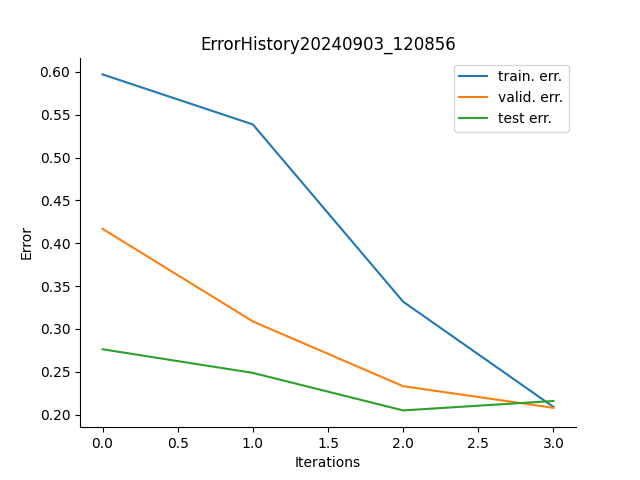 ErrorHistory20240903_120856
train. err.
valid. err.
test err.
0.60
0.55
0.50
0.45
0.40
0.35
0.30
0.25
0.20
Error
0.0 0.5 1.0 1.5 2.0 2.5 3.0
Iterations